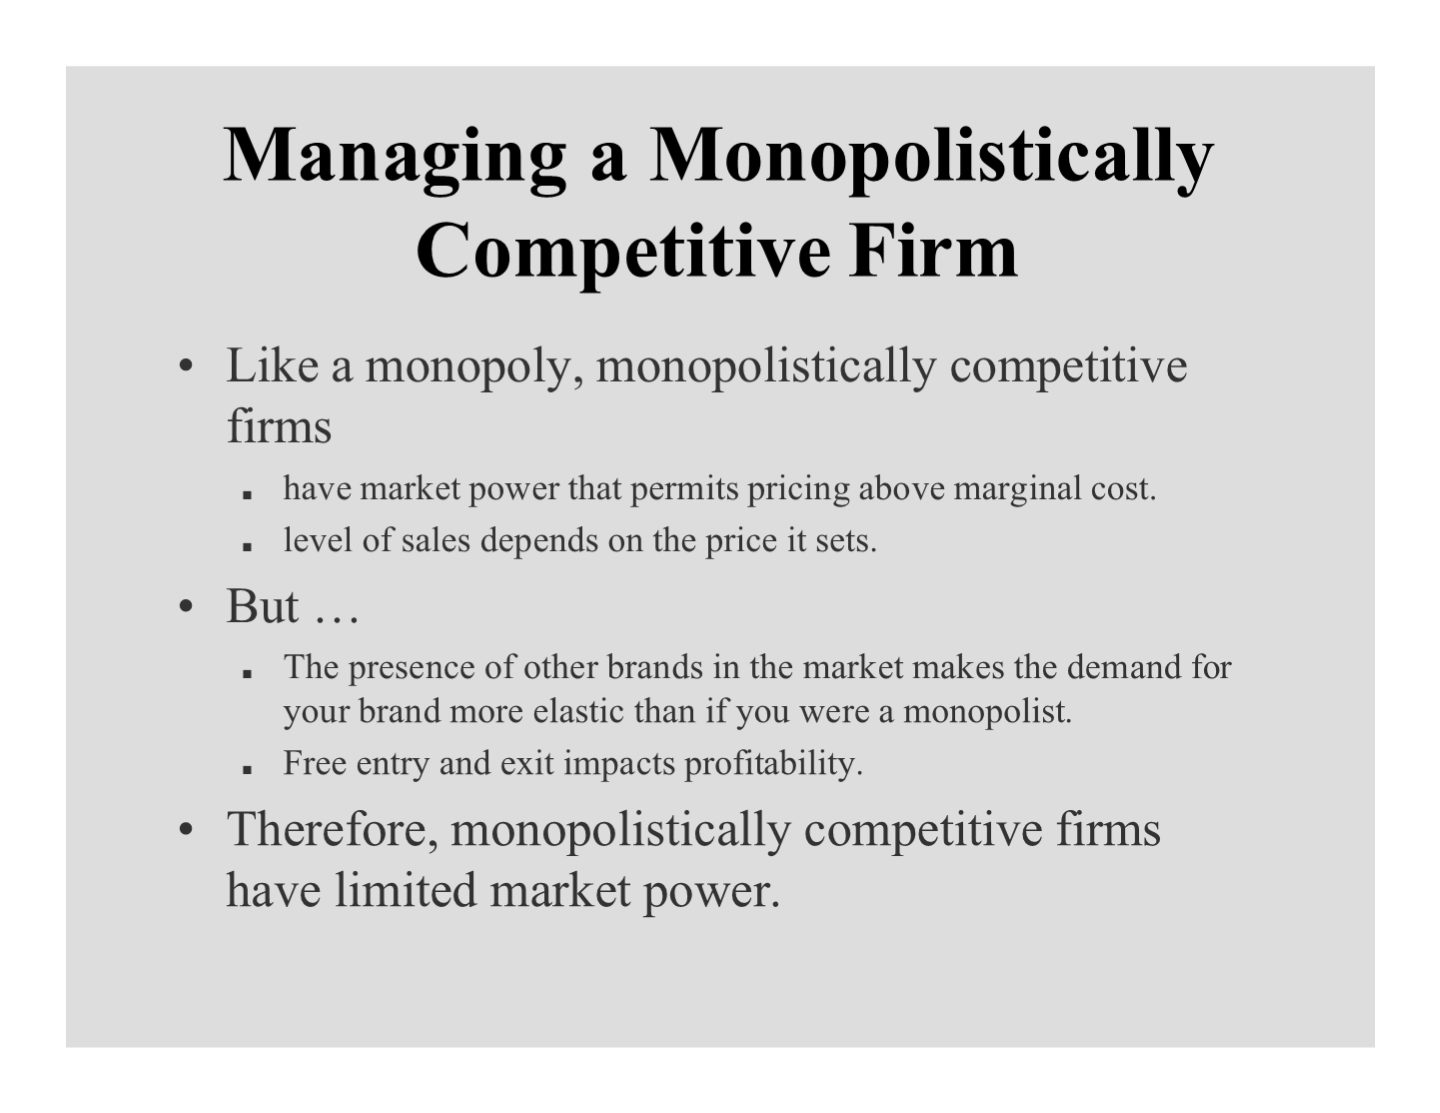 Managing a Monopolistically
Competitive Firm
• Like a monopoly, monopolistically competitive
firms
▪ have market power that permits pricing above marginal cost.
▪ level of sales depends on the price it sets.
• But …
▪ The presence of other brands in the market makes the demand for
your brand more elastic than if you were a monopolist.
▪ Free entry and exit impacts profitability.
• Therefore, monopolistically competitive firms
have limited market power.